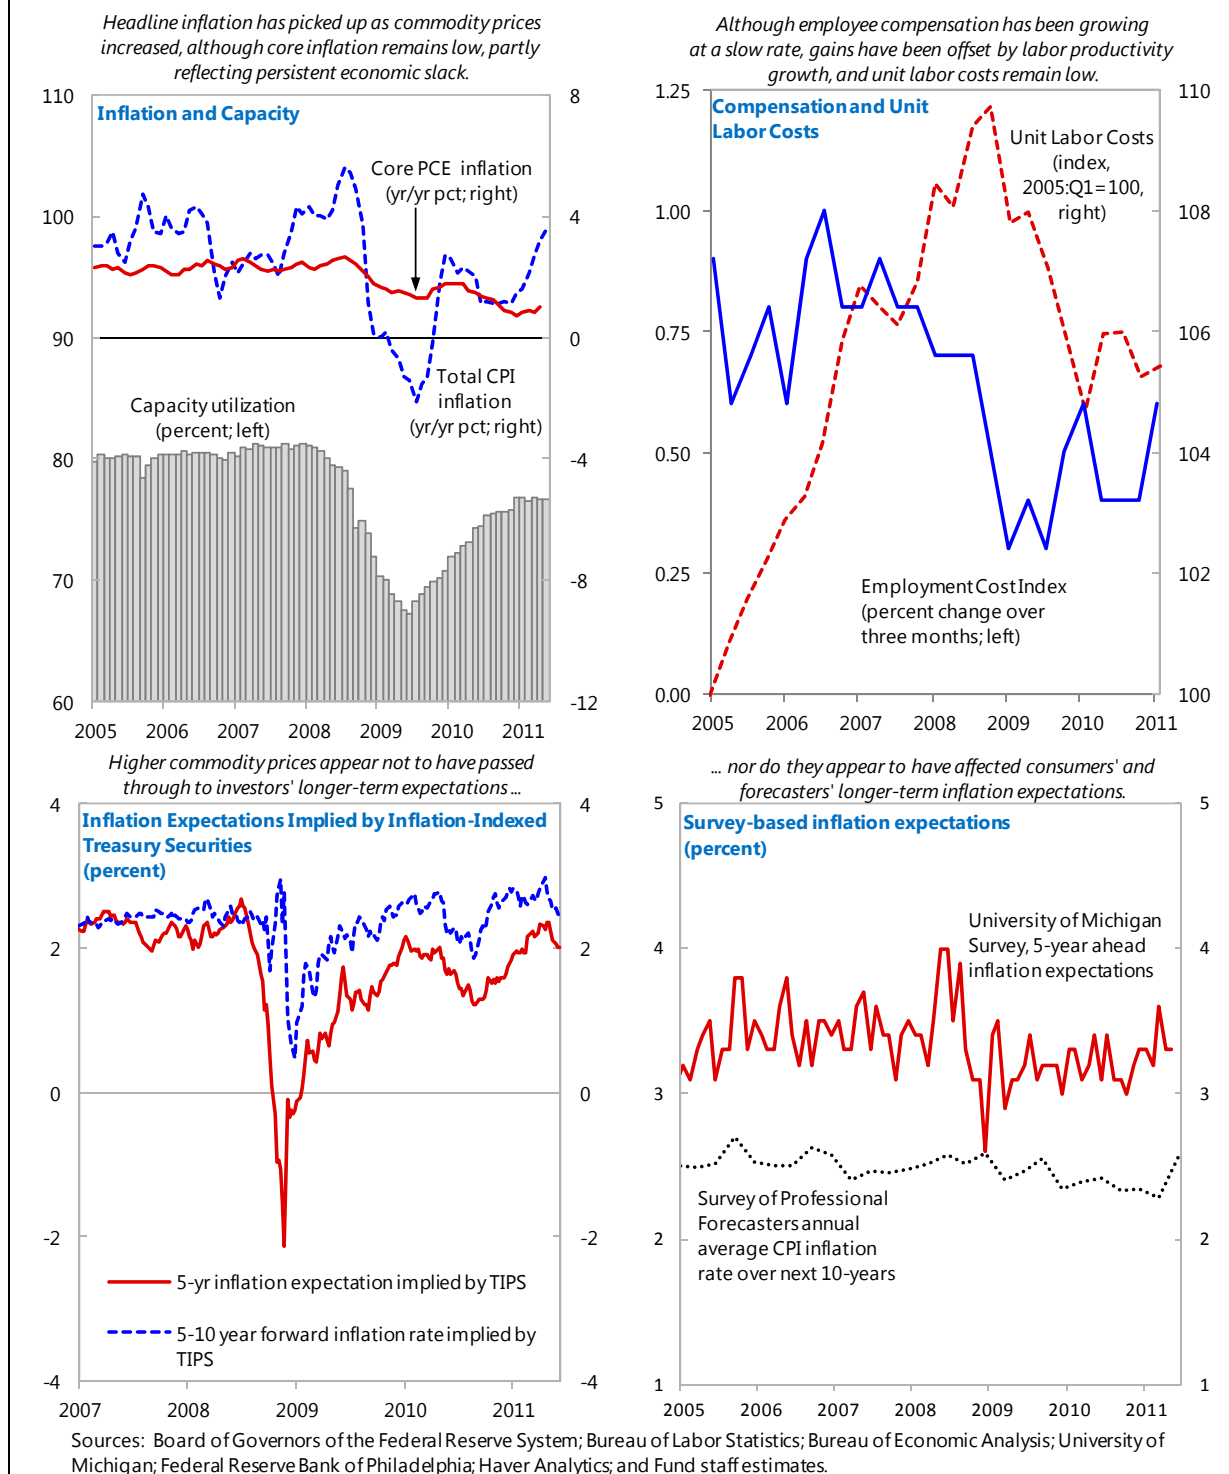 Headline inflation has picked up as commodity prices
increased, although core inflation remains low, partly
reflecting persistent economic slack.
110
8
Inflation and Capacity
Core PCE inflation
(yr/yr pct; right)
100
4
90
0
Total CPI
inflation
(yr/yr pct; right)
Capacity utilization
(percent; left)
80
-4
70
-8
60
-12
2005 2006 2007 2008 2009 2010 2011
Although employee compensation has been growing
at a slow rate, gains have been offset by labor productivity
growth, and unit labor costs remain low.
1.25
110
Compensation and Unit
Labor Costs
Unit Labor Costs
(index,
2005:Q1=100,
right)
1.00
108
0.75
106
0.50
104
0.25
102
Employment Cost Index
(percent change over
three months; left)
0.00
100
2005 2006 2007 2008 2009 2010 2011
Higher commodity prices appear not to have passed
through to investors' longer-term expectations ...
4
4
Inflation Expectations Implied by Inflation-Indexed
Treasury Securities
(percent)
2
2
0
0
-2
-2
5-yr inflation expectation implied by TIPS
5-10 year forward inflation rate implied by
TIPS
-4
-4
2007 2008 2009 2010 2011
... nor do they appear to have affected consumers' and
forecasters' longer-term inflation expectations.
5
5
Survey-based inflation expectations
(percent)
University of Michigan
Survey, 5-year ahead
inflation expectations
4
4
3
3
Survey of Professional
Forecasters annual
average CPI inflation
rate over next 10-years
2
2
1
1
2005 2006 2007 2008 2009 2010 2011
Sources: Board of Governors of the Federal Reserve System; Bureau of Labor Statistics; Bureau of Economic Analysis; University of
Michigan; Federal Reserve Bank of Philadelphia; Haver Analytics; and Fund staff estimates.